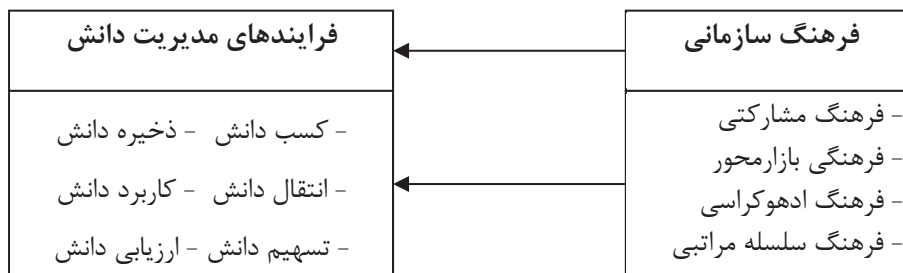 فرهنگ سازمانی
- فرهنگ مشارکتی
- فرهنگی بازارمحور
- فرهنگ ادهوکراسی
- فرهنگ سلسله مراتبی
فرایندهای مدیریت دانش
- کسب دانش - ذخیره دانش
- انتقال دانش - کاربرد دانش
- تسهیم دانش - ارزیابی دانش